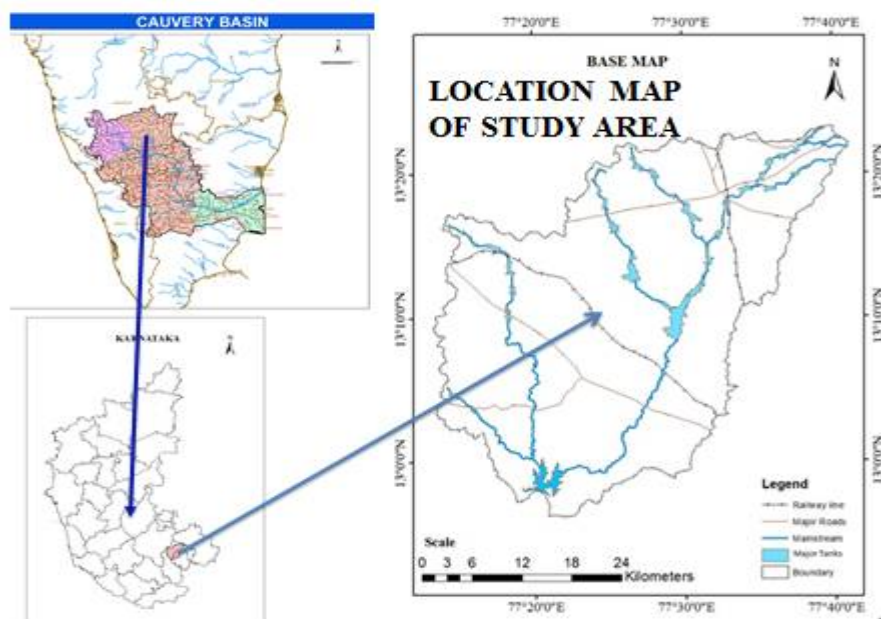 CAUVERY BASIN
KARNATAKA
N
77°20'0"E 77°30'0"E 77°40'0"E
BASE MAP
LOCATION MAP
OF STUDY AREA
N
13°20'0"N
13°10'0"N
13°0'0"N
13°20'0"N
13°10'0"N
13°0'0"N
Legend
Railway line
Major Roads
Mainstream
Major Tanks
Boundary
Scale
0 3 6 12 18 24
Kilometers
77°20'0"E 77°30'0"E 77°40'0"E